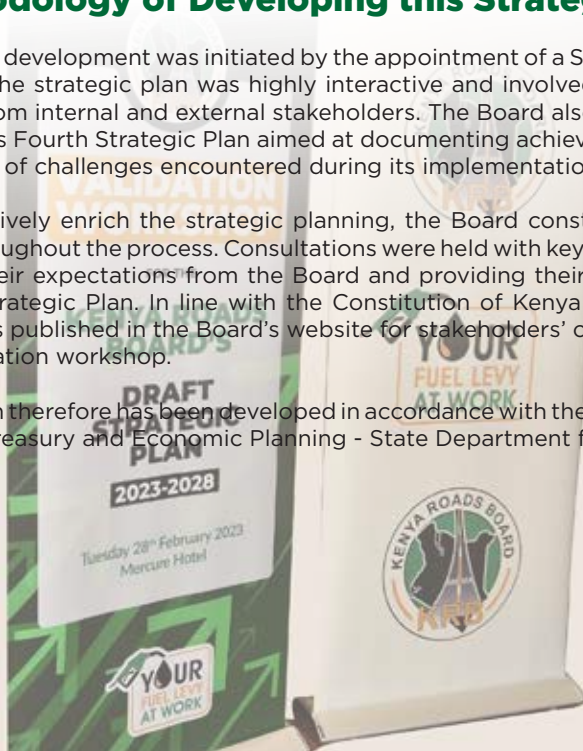 odology of Developing this Strate
development was initiated by the appointment of a S
he strategic plan was highly interactive and involve
om internal and external stakeholders. The Board als
s Fourth Strategic Plan aimed at documenting achiev
of challenges encountered during its implementatio
ively enrich the strategic planning, the Board const
ughout the process. Consultations were held with key
eir expectations from the Board and providing their
rategic Plan. In line with the Constitution of Kenya
s published in the Board's website for stakeholders' c
ation workshop.
n therefore has been developed in accordance with the
reasury and Economic Planning - State Department f
VALIDATION
WORKSHOP
FOR THE
KENYA ROADS
BOARD'S
DRAFT
STRATEGIC
PLAN
2023-2028
Tuesday 28th February 2023
Mercure Hotel
YOUR
FUEL LEVY
AT WORK
KRB
YOUR
FUEL LEVY
AT WORK
KENYA ROADS BOARD
KRB